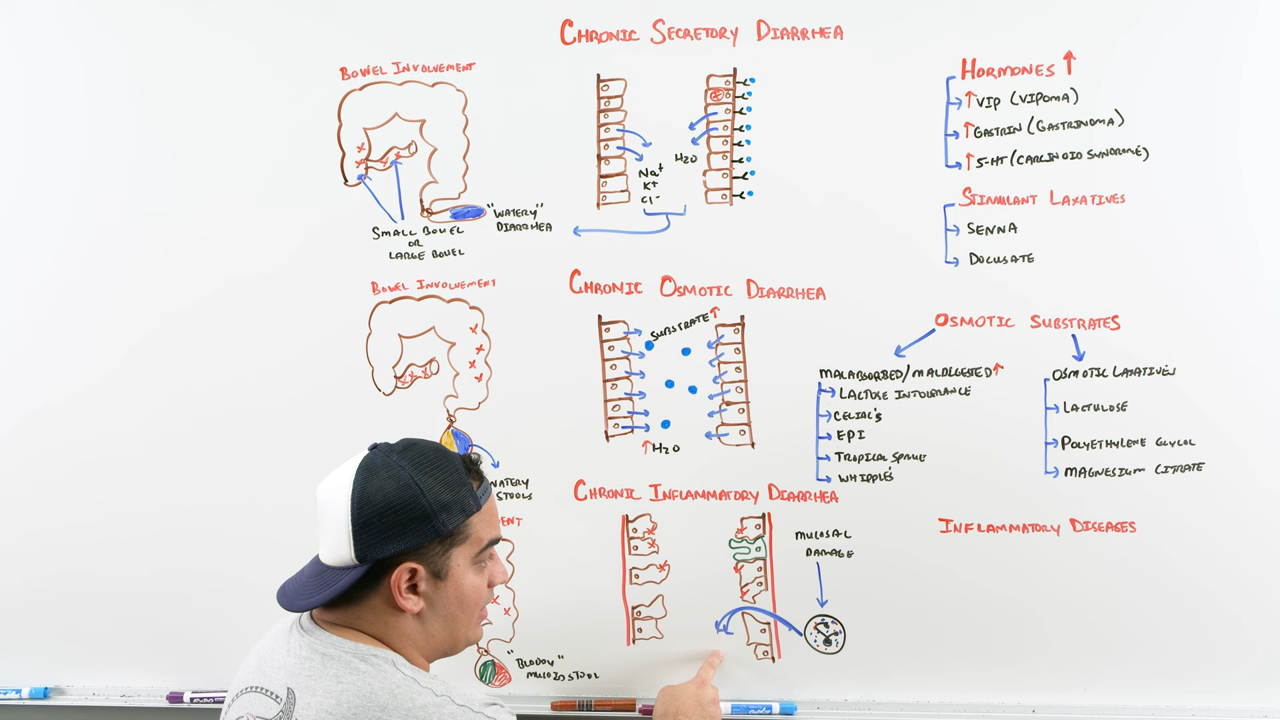 CHRONIC SECRETORY DIARRHEA
BOWEL INVOLVEMENT
SMALL BOWEL
OR
LARGE BOWEL
"WATERY"
DIARRHEA
Na+
K+
Cl-
H2O
HORMONES ↑
↑ VIP (VIPOMA)
↑ GASTRIN (GASTRINOMA)
↑ 5-HT (CARCINOID SYNDROME)
STIMULANT LAXATIVES
SENNA
DOCUSATE
CHRONIC OSMOTIC DIARRHEA
BOWEL INVOLVEMENT
WATERY
STOOLS
SUBSTRATE ↑
↑ H2O
OSMOTIC SUBSTRATES
MALABSORBED/MALDIGESTED ↑
LACTOSE INTOLERANCE
CELIAC'S
EPI
TROPICAL SPRUE
WHIPPLE'S
OSMOTIC LAXATIVES
LACTULOSE
POLYETHYLENE GLYCOL
MAGNESIUM CITRATE
CHRONIC INFLAMMATORY DIARRHEA
"BLOODY"
MUCOUS STOOL
MUCOSAL
DAMAGE
INFLAMMATORY DISEASES